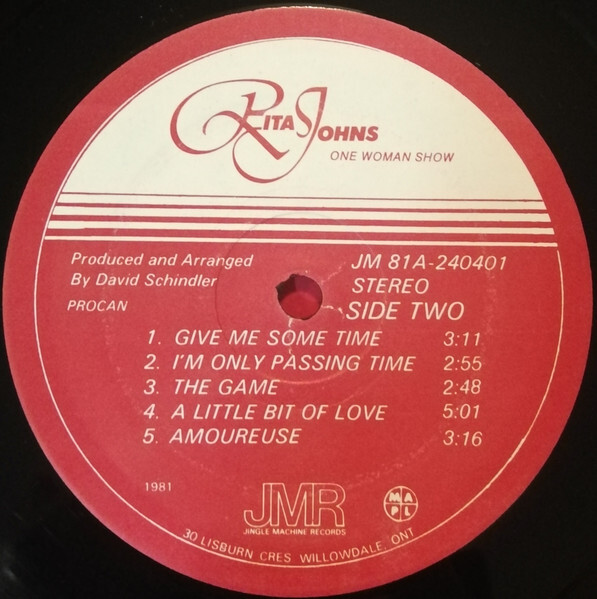 RITA JOHNS
ONE WOMAN SHOW
Produced and Arranged
By David Schindler
PROCAN
JM 81A-240401
STEREO
SIDE TWO
1. GIVE ME SOME TIME 3:11
2. I'M ONLY PASSING TIME 2:55
3. THE GAME 2:48
4. A LITTLE BIT OF LOVE 5:01
5. AMOUREUSE 3:16
1981
JMR
JINGLE MACHINE RECORDS
M A
P L
30 LISBURN CRES WILLOWDALE, ONT